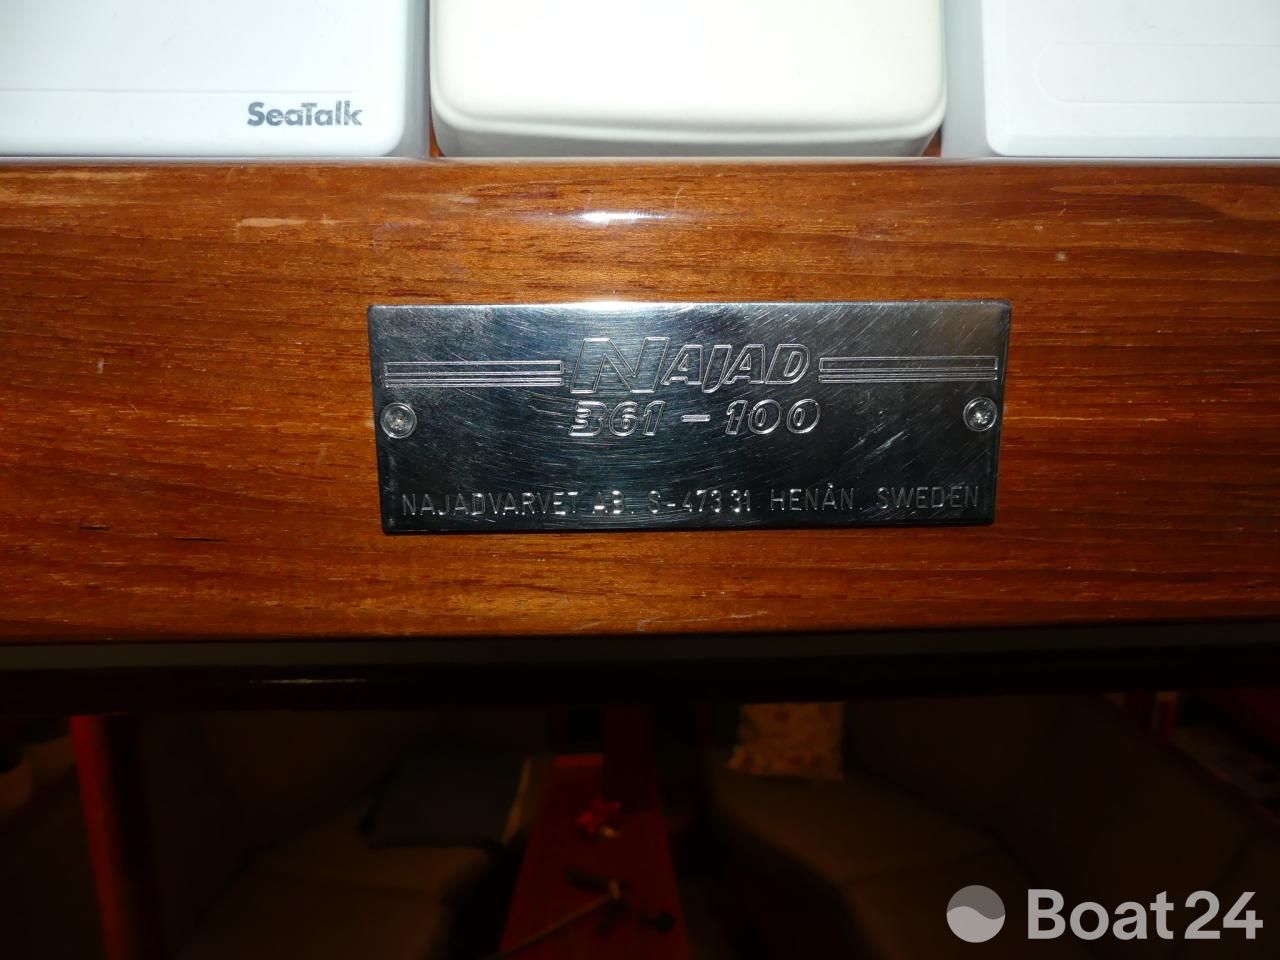 SeaTalk
NAJAD
361-100
NAJADVARVET AB. S-473 31 HENÅN. SWEDEN
Boat24